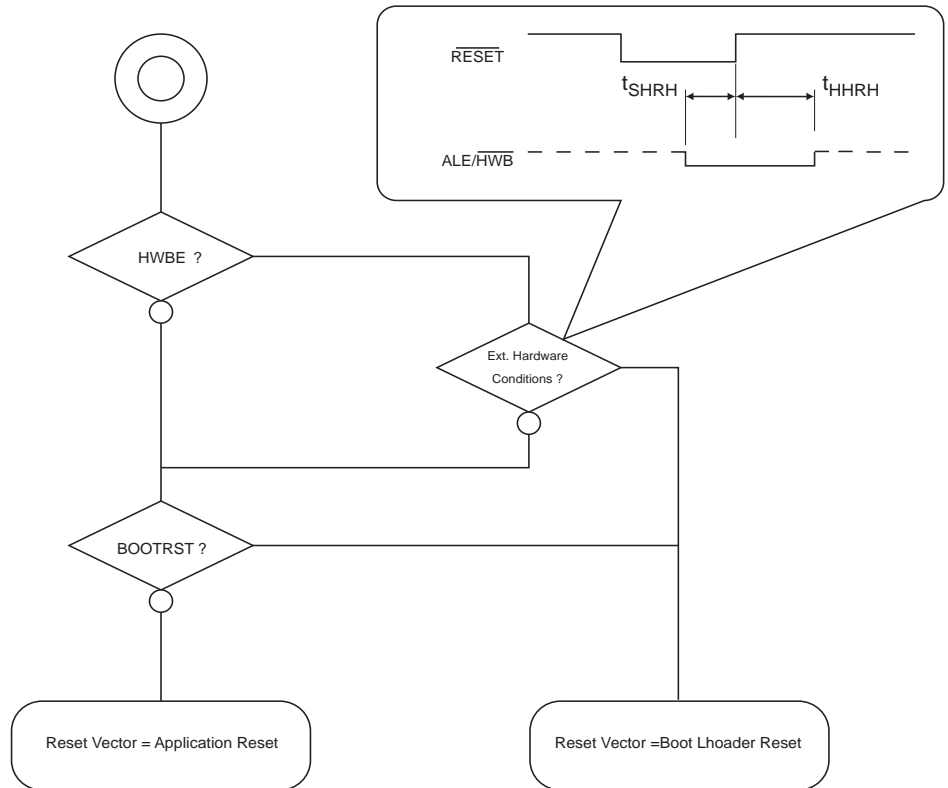 RESET
tSHRH
tHHRH
ALE/HWB
HWBE ?
Ext. Hardware
Conditions ?
BOOTRST ?
Reset Vector = Application Reset
Reset Vector =Boot Lhoader Reset